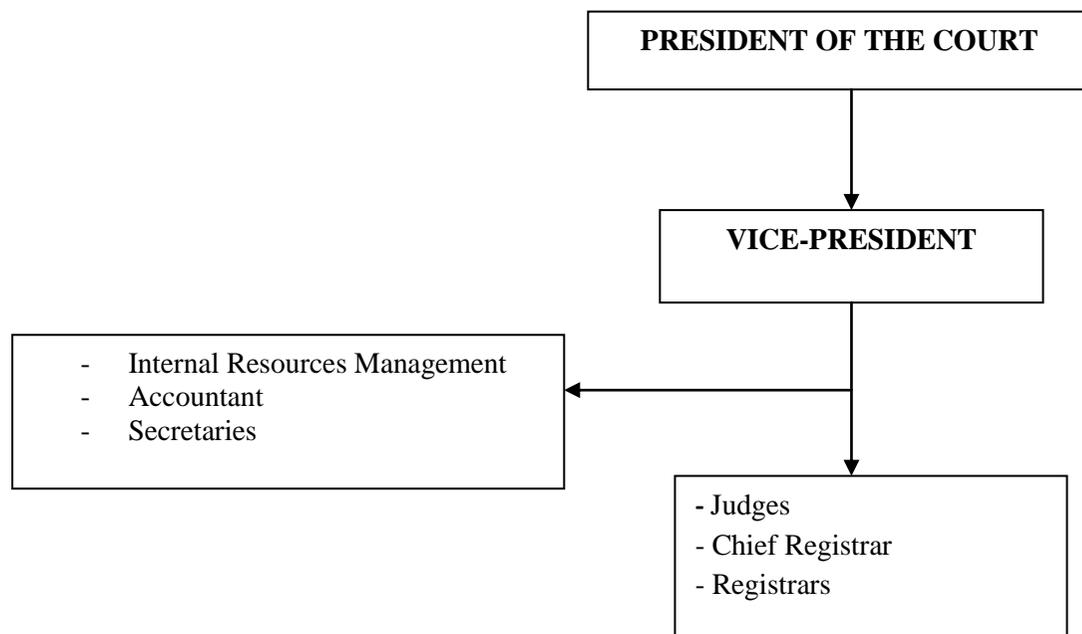 PRESIDENT OF THE COURT
VICE-PRESIDENT
- Internal Resources Management
- Accountant
- Secretaries
- Judges
- Chief Registrar
- Registrars